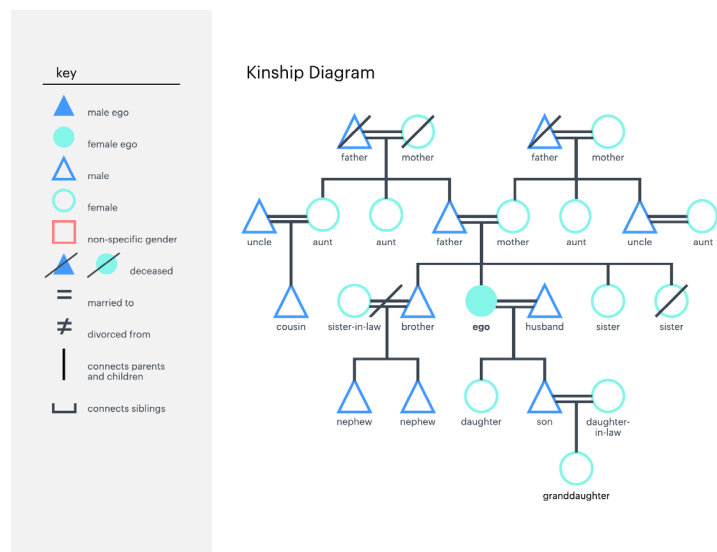 key
male ego
female ego
male
female
non-specific gender
deceased
married to
divorced from
connects parents
and children
connects siblings
Kinship Diagram
father mother father mother
uncle aunt aunt father mother aunt uncle aunt
cousin sister-in-law brother ego husband sister sister
nephew nephew daughter son daughter-
in-law
granddaughter